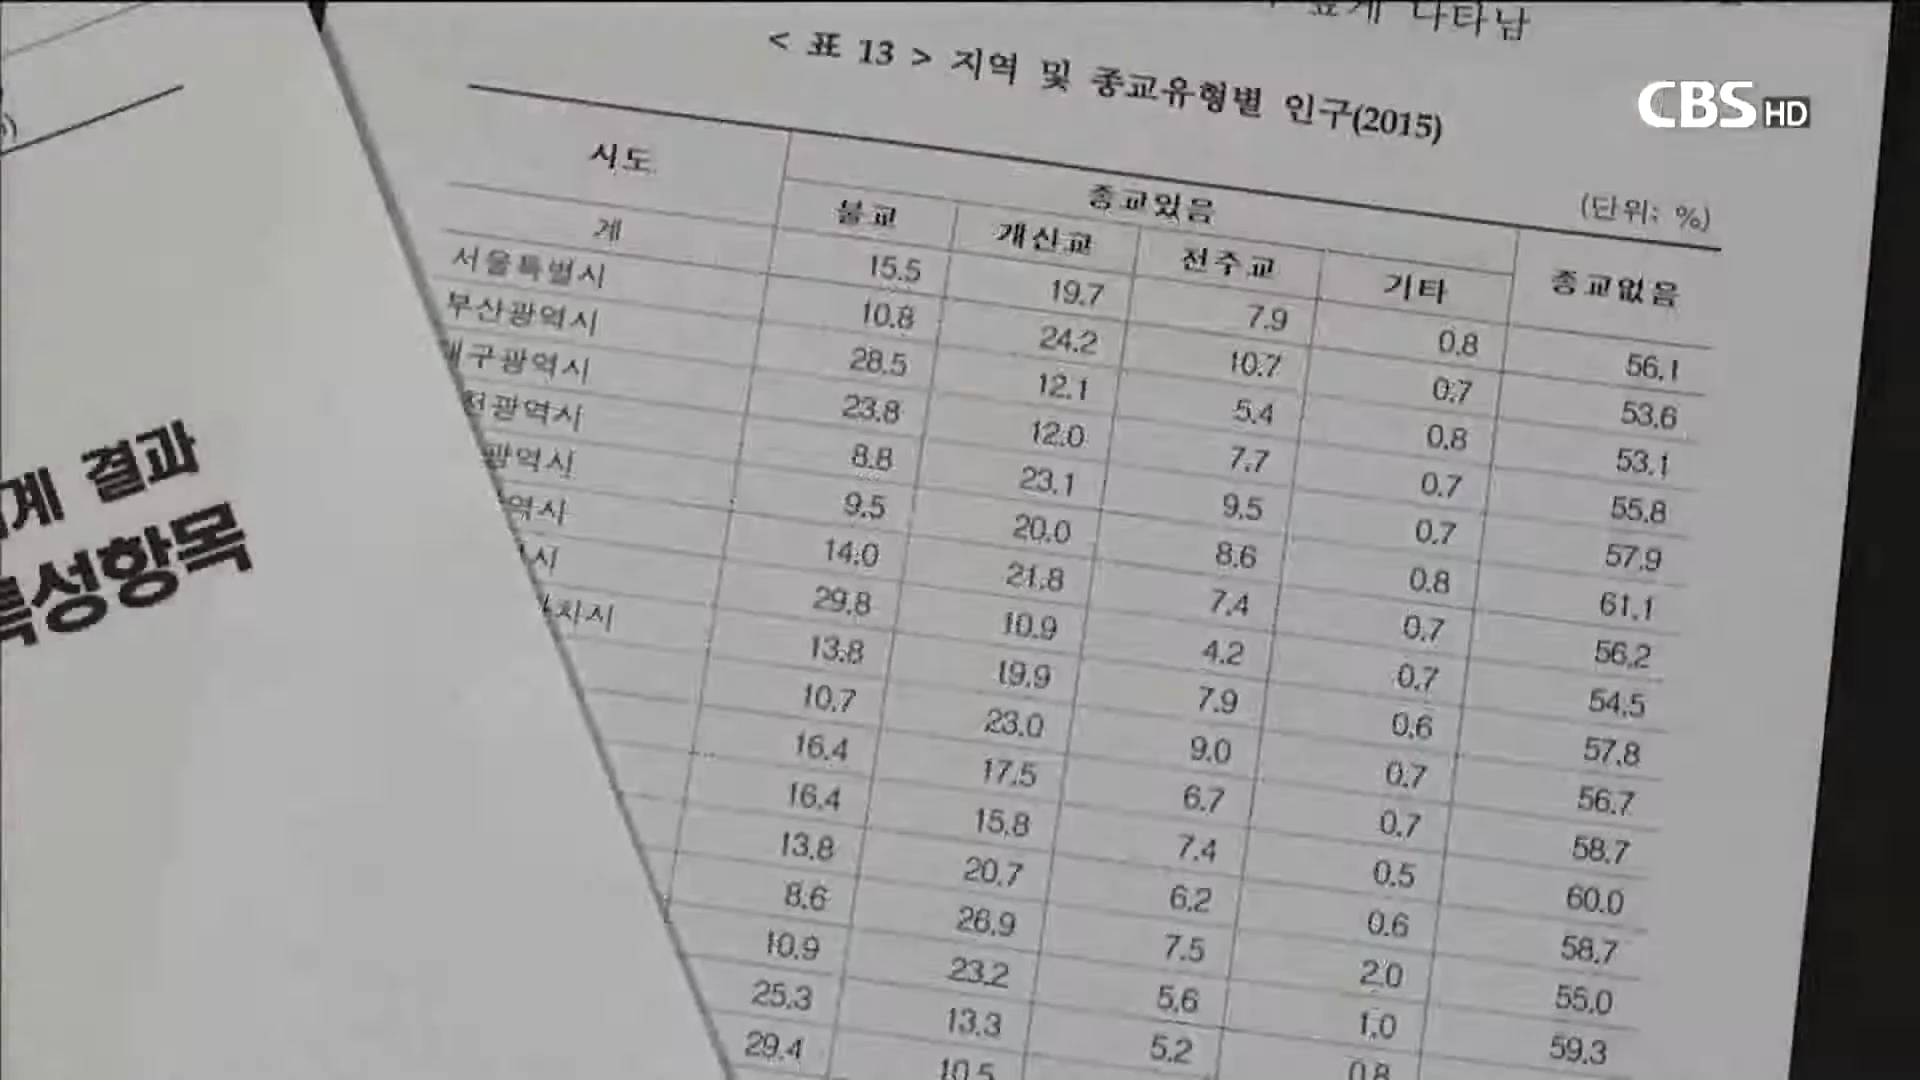 나타남
< 표 13 > 지역 및 종교유형별 인구(2015)
CBS HD
(단위: %)
시도 종교있음 종교없음
불교 개신교 천주교 기타
계 15.5 19.7 7.9 0.8 56.1
서울특별시 10.8 24.2 10.7 0.7 53.6
부산광역시 28.5 12.1 5.4 0.8 53.1
대구광역시 23.8 12.0 7.7 0.7 55.8
천광역시 8.8 23.1 9.5 0.7 57.9
광역시 9.5 20.0 8.6 0.8 61.1
역시 14.0 21.8 7.4 0.7 56.2
시 29.8 10.9 4.2 0.7 54.5
치시 13.8 19.9 7.9 0.6 57.8
10.7 23.0 9.0 0.7 56.7
16.4 17.5 6.7 0.7 58.7
16.4 15.8 7.4 0.5 60.0
13.8 20.7 6.2 0.6 58.7
8.6 26.9 7.5 2.0 55.0
10.9 23.2 5.6 1.0 59.3
25.3 13.3 5.2 0.8
29.4 10.5
계 결과
특성항목